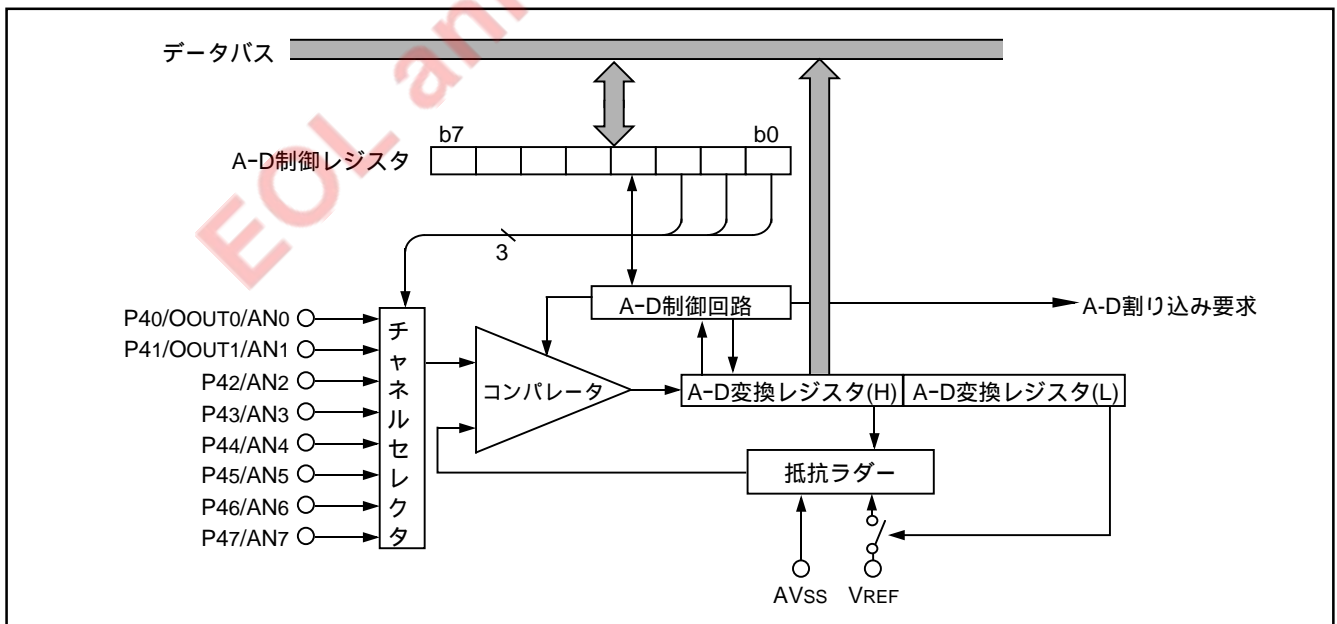 データバス
b7 b0
A-D制御レジスタ
3
A-D制御回路
A-D割り込み要求
P40/OOUT0/AN0
P41/OOUT1/AN1
P42/AN2
P43/AN3
P44/AN4
P45/AN5
P46/AN6
P47/AN7
チャネルセレクタ
コンパレータ
A-D変換レジスタ(H) A-D変換レジスタ(L)
抵抗ラダー
AVSS VREF
EOL